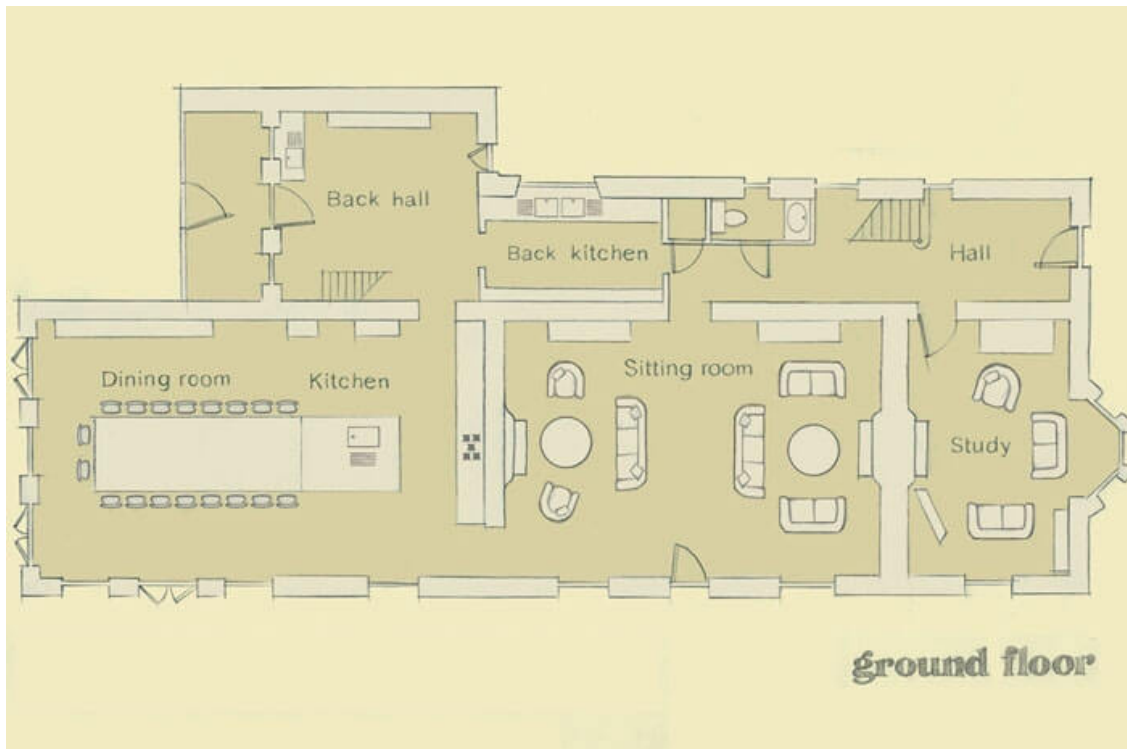 Back hall
Back kitchen
Hall
Dining room
Kitchen
Sitting room
Study
ground floor